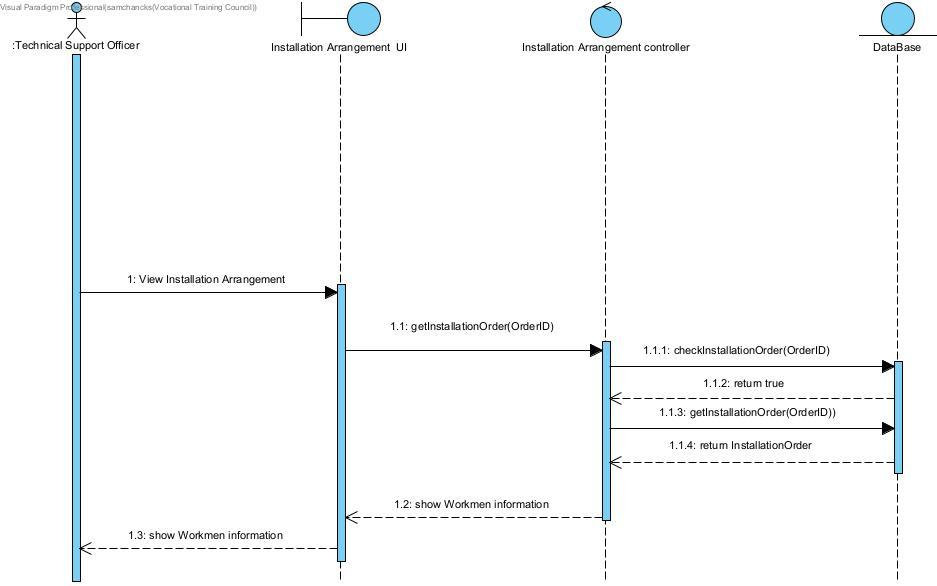 Visual Paradigm Professional(samchancks(Vocational Training Council))
:Technical Support Officer
Installation Arrangement UI
Installation Arrangement controller
DataBase
1: View Installation Arrangement
1.1: getInstallationOrder(OrderID)
1.1.1: checkInstallationOrder(OrderID)
1.1.2: return true
1.1.3: getInstallationOrder(OrderID))
1.1.4: return InstallationOrder
1.2: show Workmen information
1.3: show Workmen information